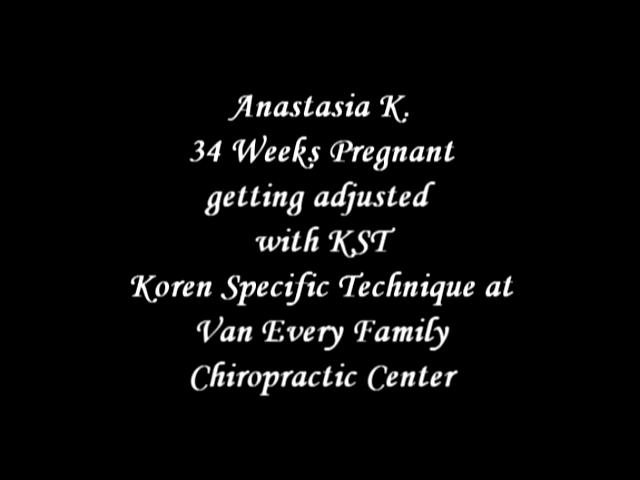 Anastasia K.
34 Weeks Pregnant
getting adjusted
with KST
Koren Specific Technique at
Van Every Family
Chiropractic Center